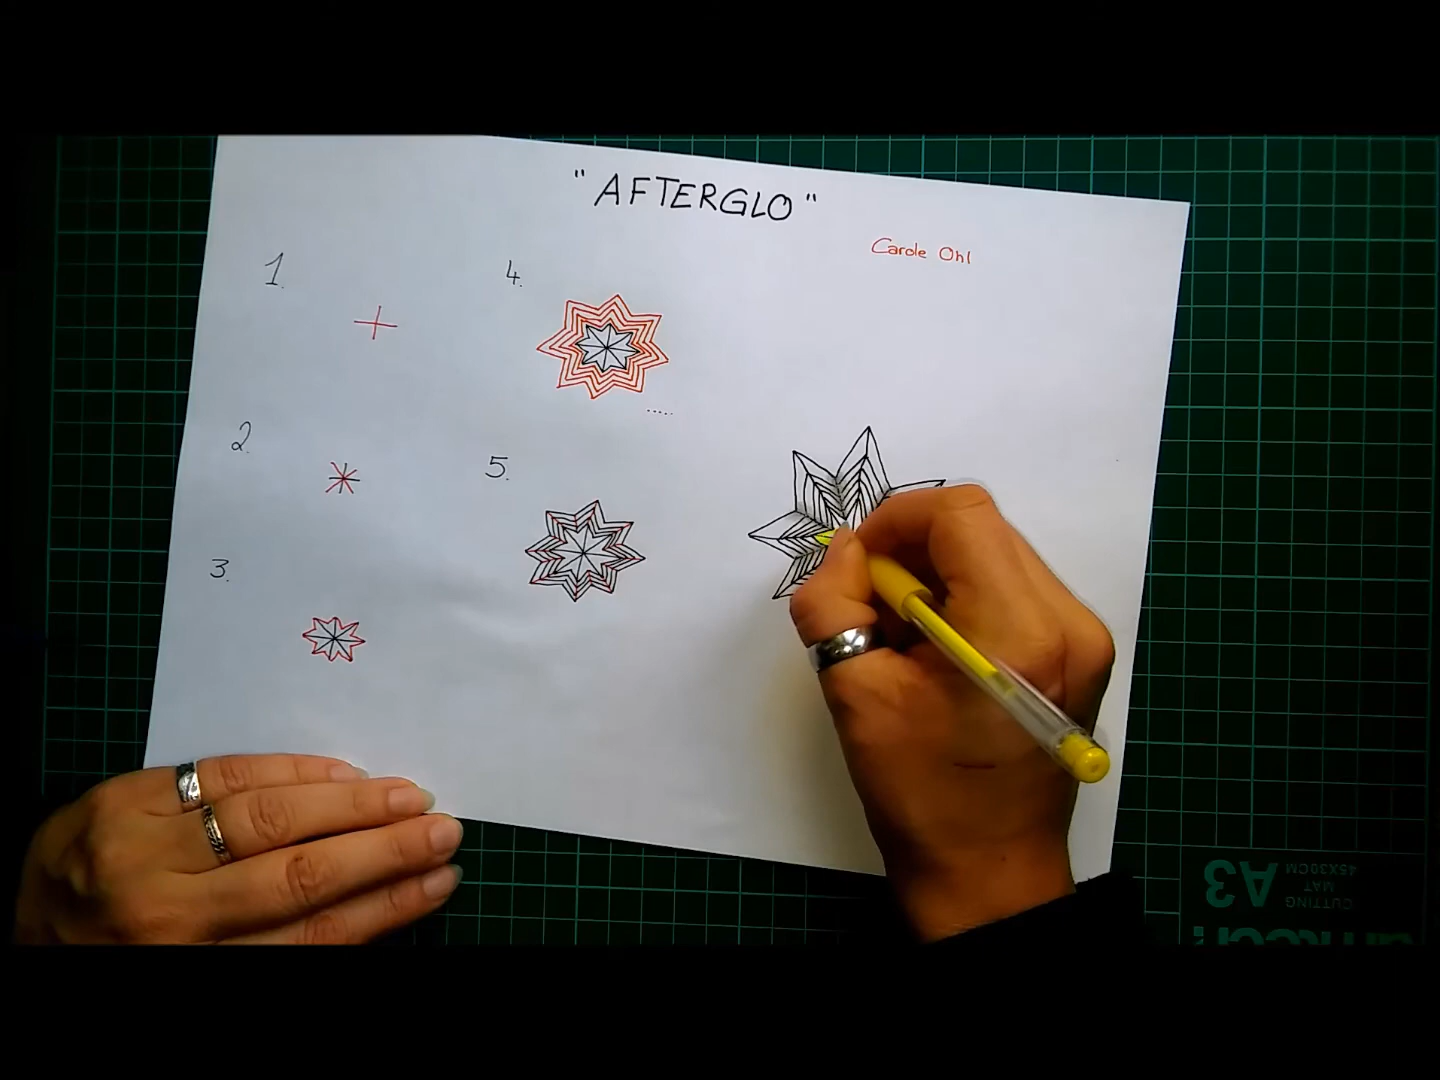 "AFTERGLO"
Carole Ohl
1.
4.
.....
2.
5.
3.
A3
CUTTING
MAT
45X30CM